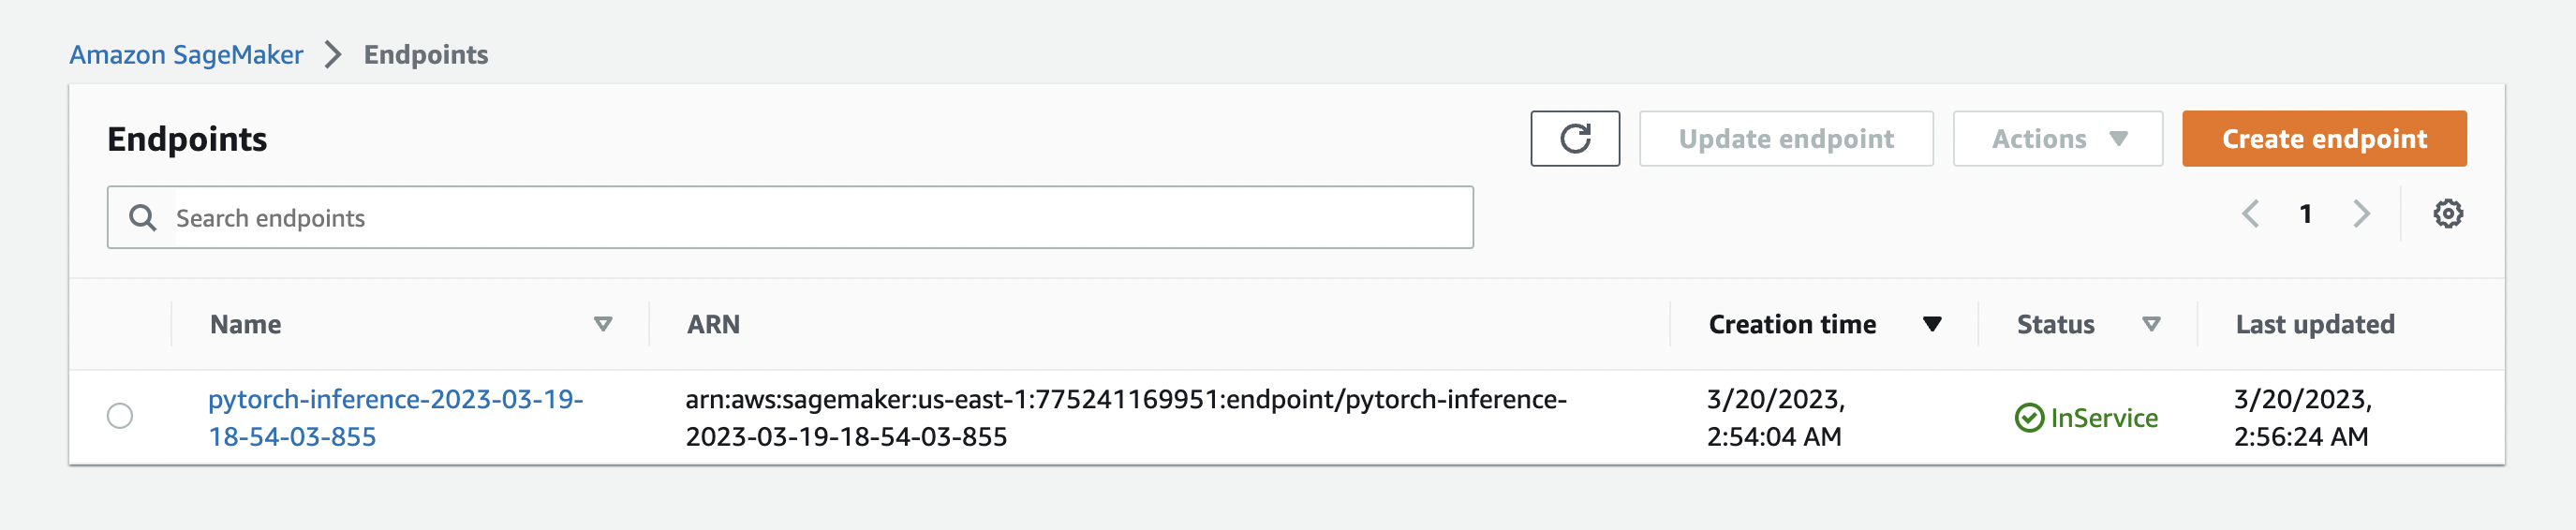 Amazon SageMaker > Endpoints
Endpoints
Update endpoint
Actions
Create endpoint
Search endpoints
1
Name
ARN
Creation time
Status
Last updated
pytorch-inference-2023-03-19-
18-54-03-855
arn:aws:sagemaker:us-east-1:775241169951:endpoint/pytorch-inference-
2023-03-19-18-54-03-855
3/20/2023,
2:54:04 AM
InService
3/20/2023,
2:56:24 AM